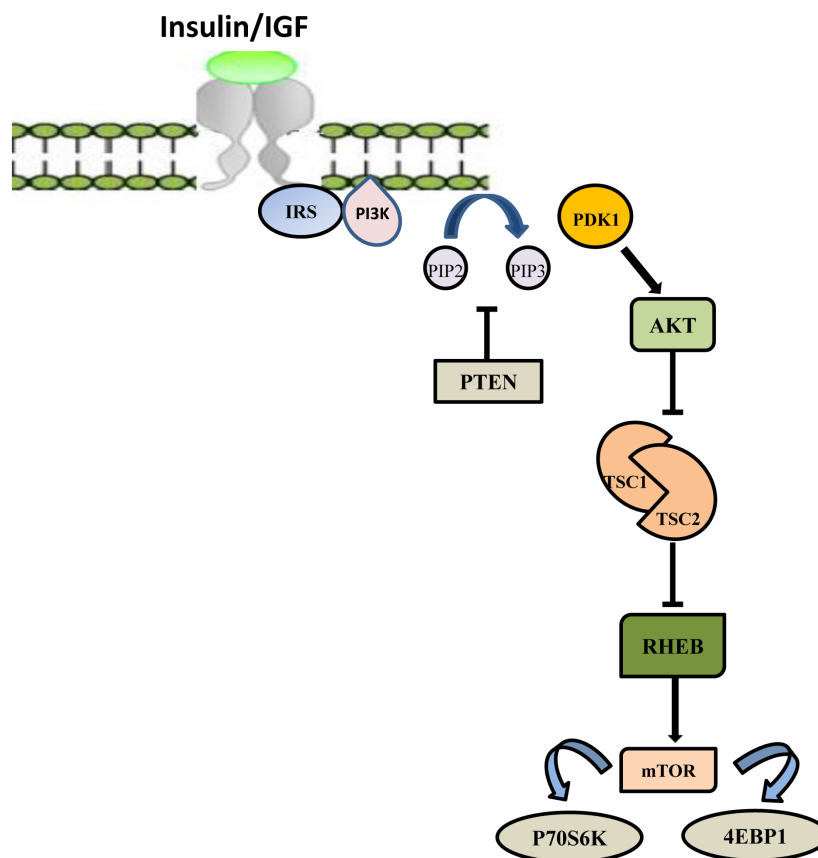 Insulin/IGF
IRS
PI3K
PDK1
PIP2
PIP3
AKT
PTEN
TSC1
TSC2
RHEB
mTOR
P70S6K
4EBP1